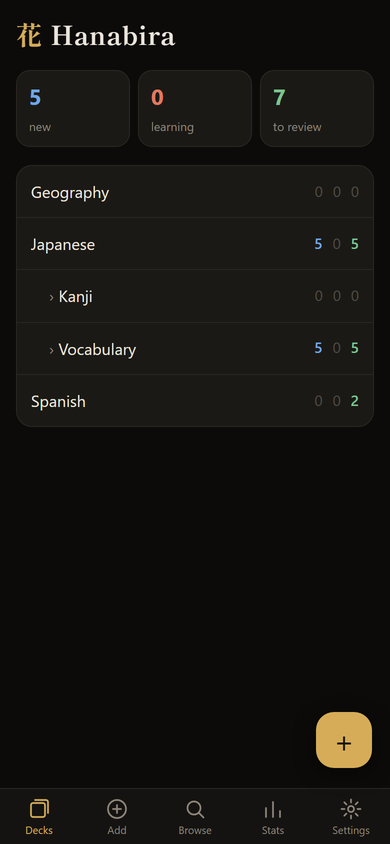 花 Hanabira
5 0 7
new learning to review
Geography 0 0 0
Japanese 5 0 5
› Kanji 0 0 0
› Vocabulary 5 0 5
Spanish 0 0 2
+
Decks Add Browse Stats Settings